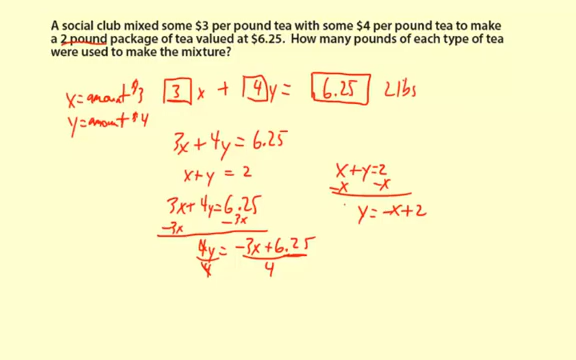 A social club mixed some $3 per pound tea with some $4 per pound tea to make
a 2 pound package of tea valued at $6.25. How many pounds of each type of tea
were used to make the mixture?
x=amount $3 3 x + 4 y = 6.25 2 lbs
y=amount $4
3x+4y=6.25
x+y = 2
x+y=2
-x -x
y=-x+2
3x+4y=6.25
-3x -3x
4y = -3x+6.25
4 4